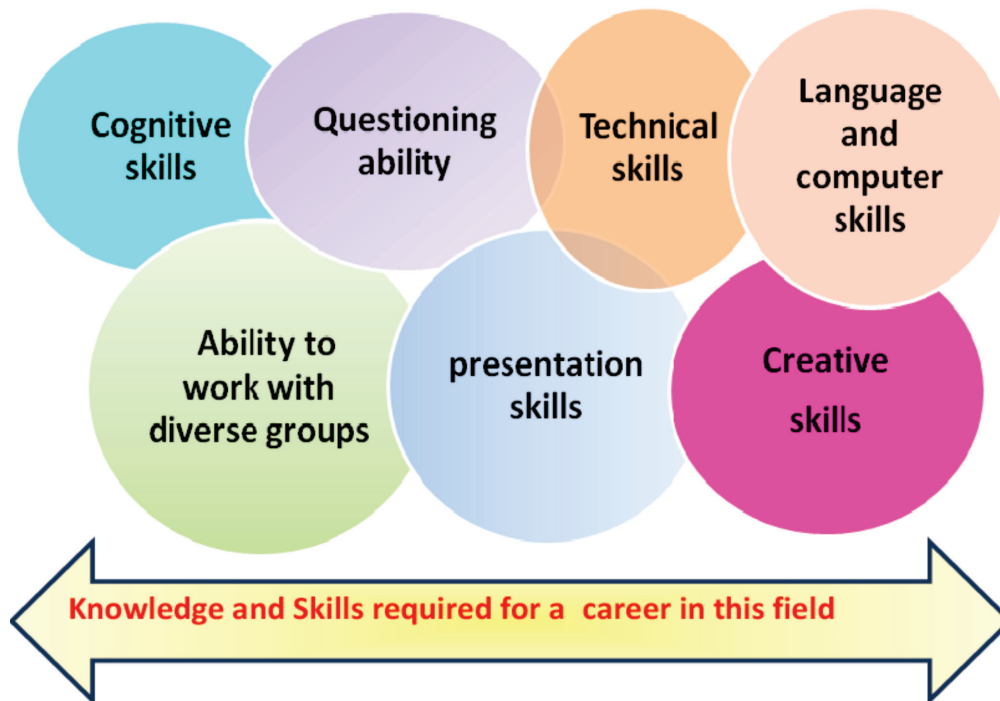 Cognitive
skills
Questioning
ability
Technical
skills
Language
and
computer
skills
Ability to
work with
diverse groups
presentation
skills
Creative
skills
Knowledge and Skills required for a career in this field